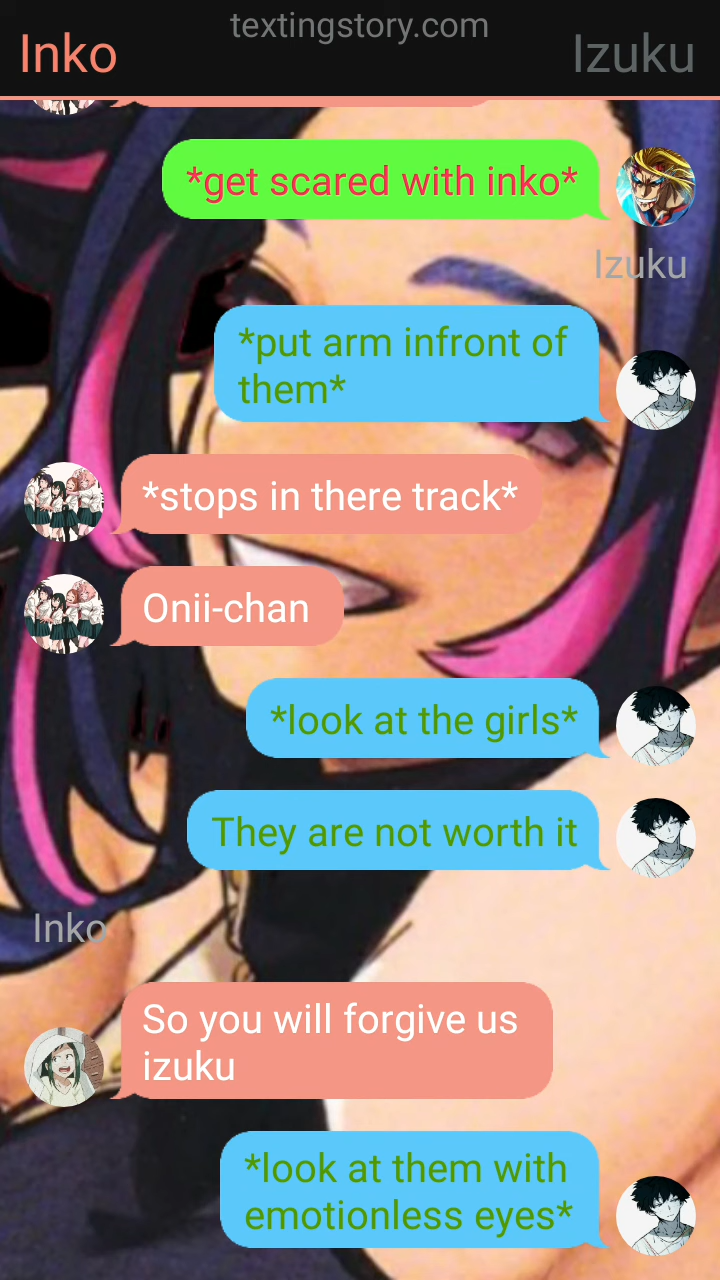 textingstory.com
Inko
Izuku
*get scared with inko*
Izuku
*put arm infront of
them*
*stops in there track*
Onii-chan
*look at the girls*
They are not worth it
Inko
So you will forgive us
izuku
*look at them with
emotionless eyes*